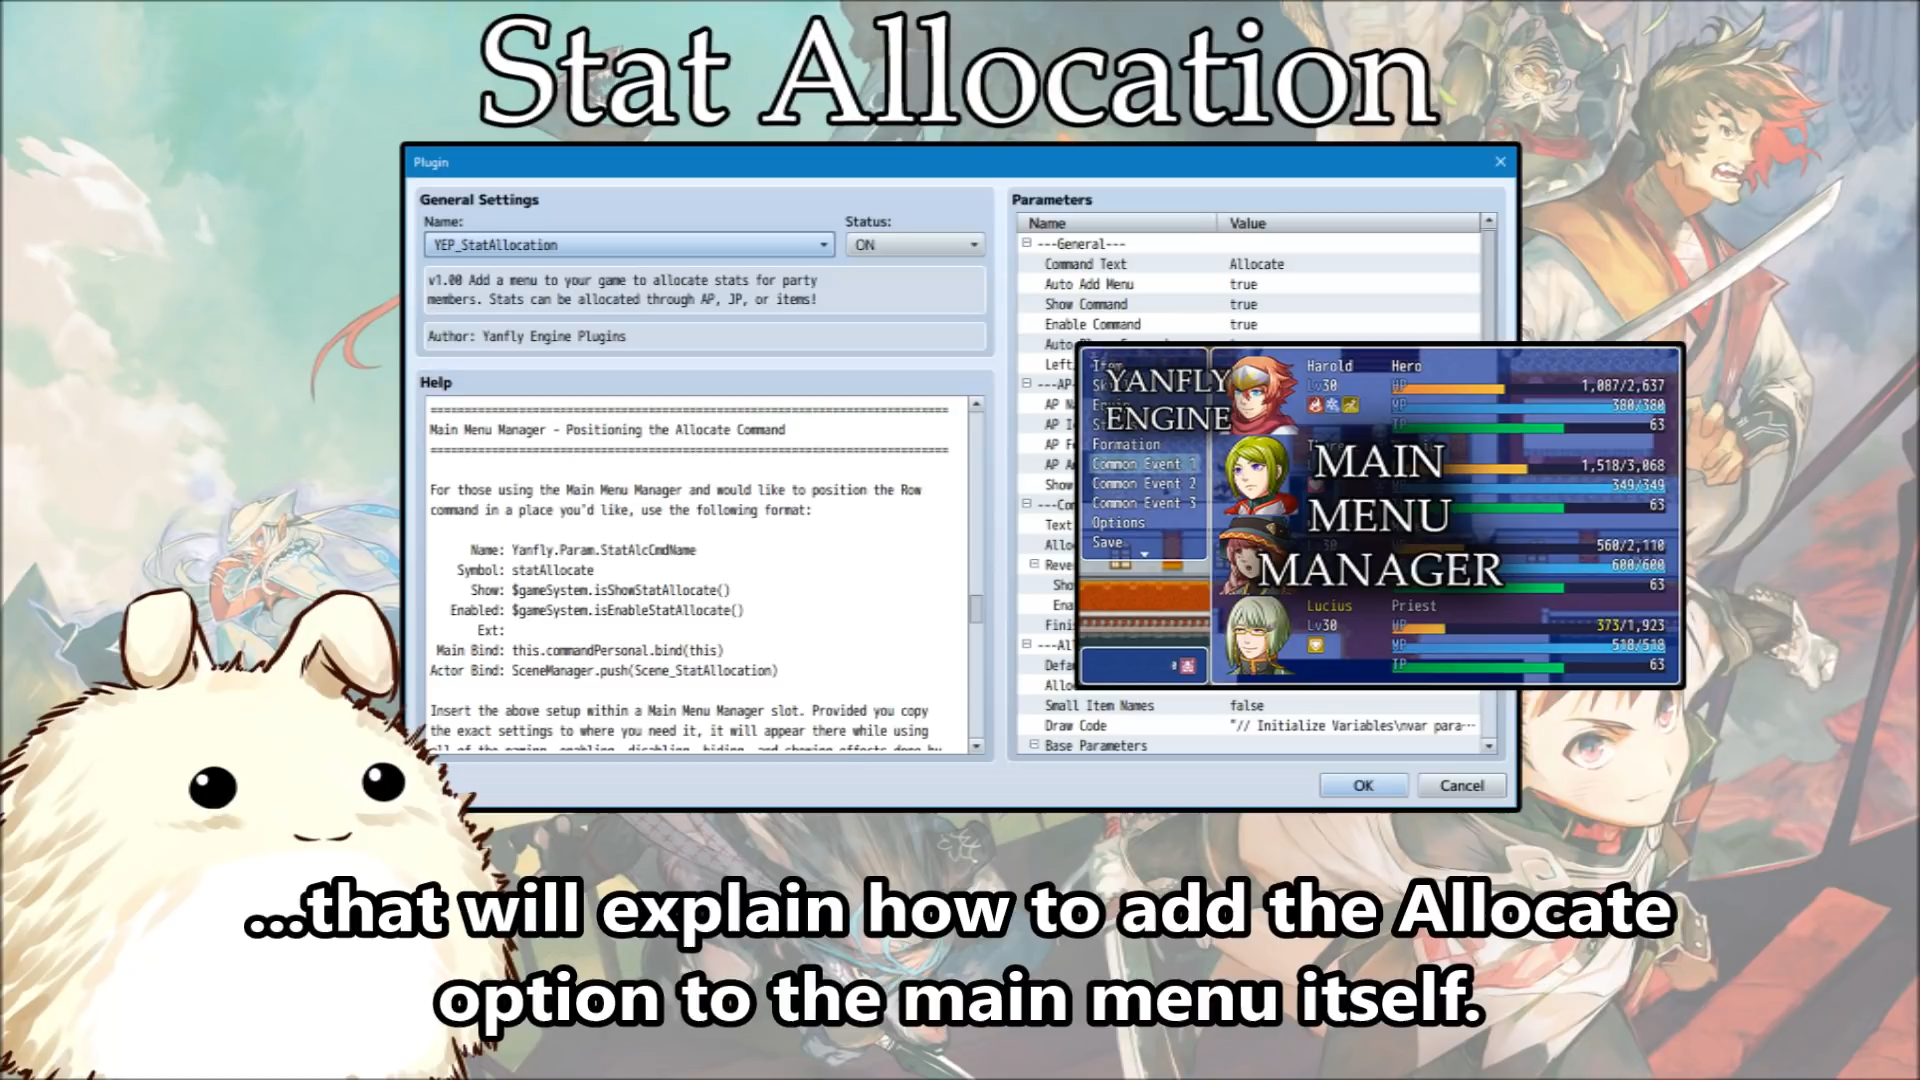 Stat Allocation
Plugin
General Settings
Name:
Status:
YEP_StatAllocation
ON
v1.00 Add a menu to your game to allocate stats for party
members. Stats can be allocated through AP, JP, or items!
Author: Yanfly Engine Plugins
Help
Main Menu Manager - Positioning the Allocate Command
For those using the Main Menu Manager and would like to position the Row
command in a place you'd like, use the following format:
Name: Yanfly.Param.StatAlcCmdName
Symbol: statAllocate
Show: $gameSystem.isShowStatAllocate()
Enabled: $gameSystem.isEnableStatAllocate()
Ext:
Main Bind: this.commandPersonal.bind(this)
Actor Bind: SceneManager.push(Scene_StatAllocation)
Insert the above setup within a Main Menu Manager slot. Provided you copy
the exact settings to where you need it, it will appear there while using
Parameters
Name Value
---General---
Command Text Allocate
Auto Add Menu true
Show Command true
Enable Command true
Small Item Names false
Draw Code "// Initialize Variables\nvar para···
Base Parameters
OK
Cancel
YANFLY
ENGINE
MAIN
MENU
MANAGER
Formation
Common Event 1
Common Event 2
Common Event 3
Options
Save
Harold Hero
Lv30
HP 1,087/2,637
MP 380/380
TP 63
1,518/3,068
349/349
63
560/2,110
600/600
63
Lucius Priest
Lv30
HP 373/1,923
MP 518/518
TP 63
0
...that will explain how to add the Allocate
option to the main menu itself.